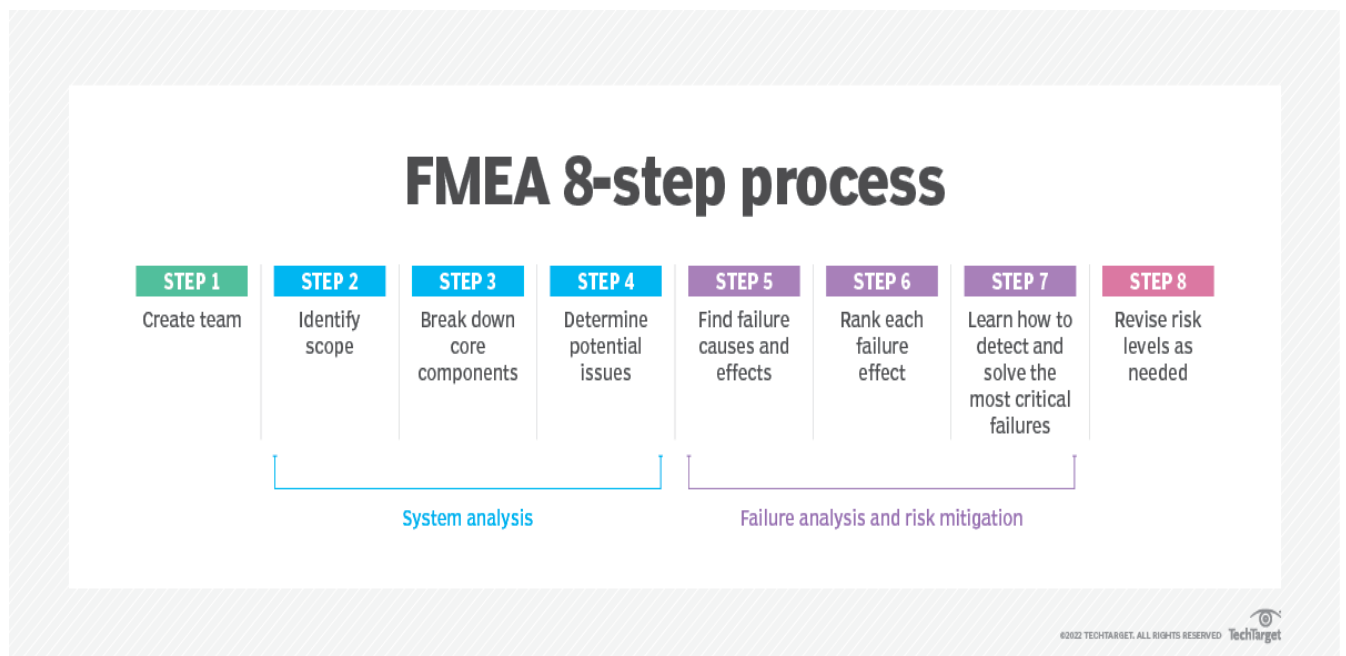 FMEA 8-step process
STEP 1
Create team
STEP 2
Identify
scope
STEP 3
Break down
core
components
STEP 4
Determine
potential
issues
STEP 5
Find failure
causes and
effects
STEP 6
Rank each
failure
effect
STEP 7
Learn how to
detect and
solve the
most critical
failures
STEP 8
Revise risk
levels as
needed
System analysis
Failure analysis and risk mitigation
©2022 TECHTARGET. ALL RIGHTS RESERVED
TechTarget